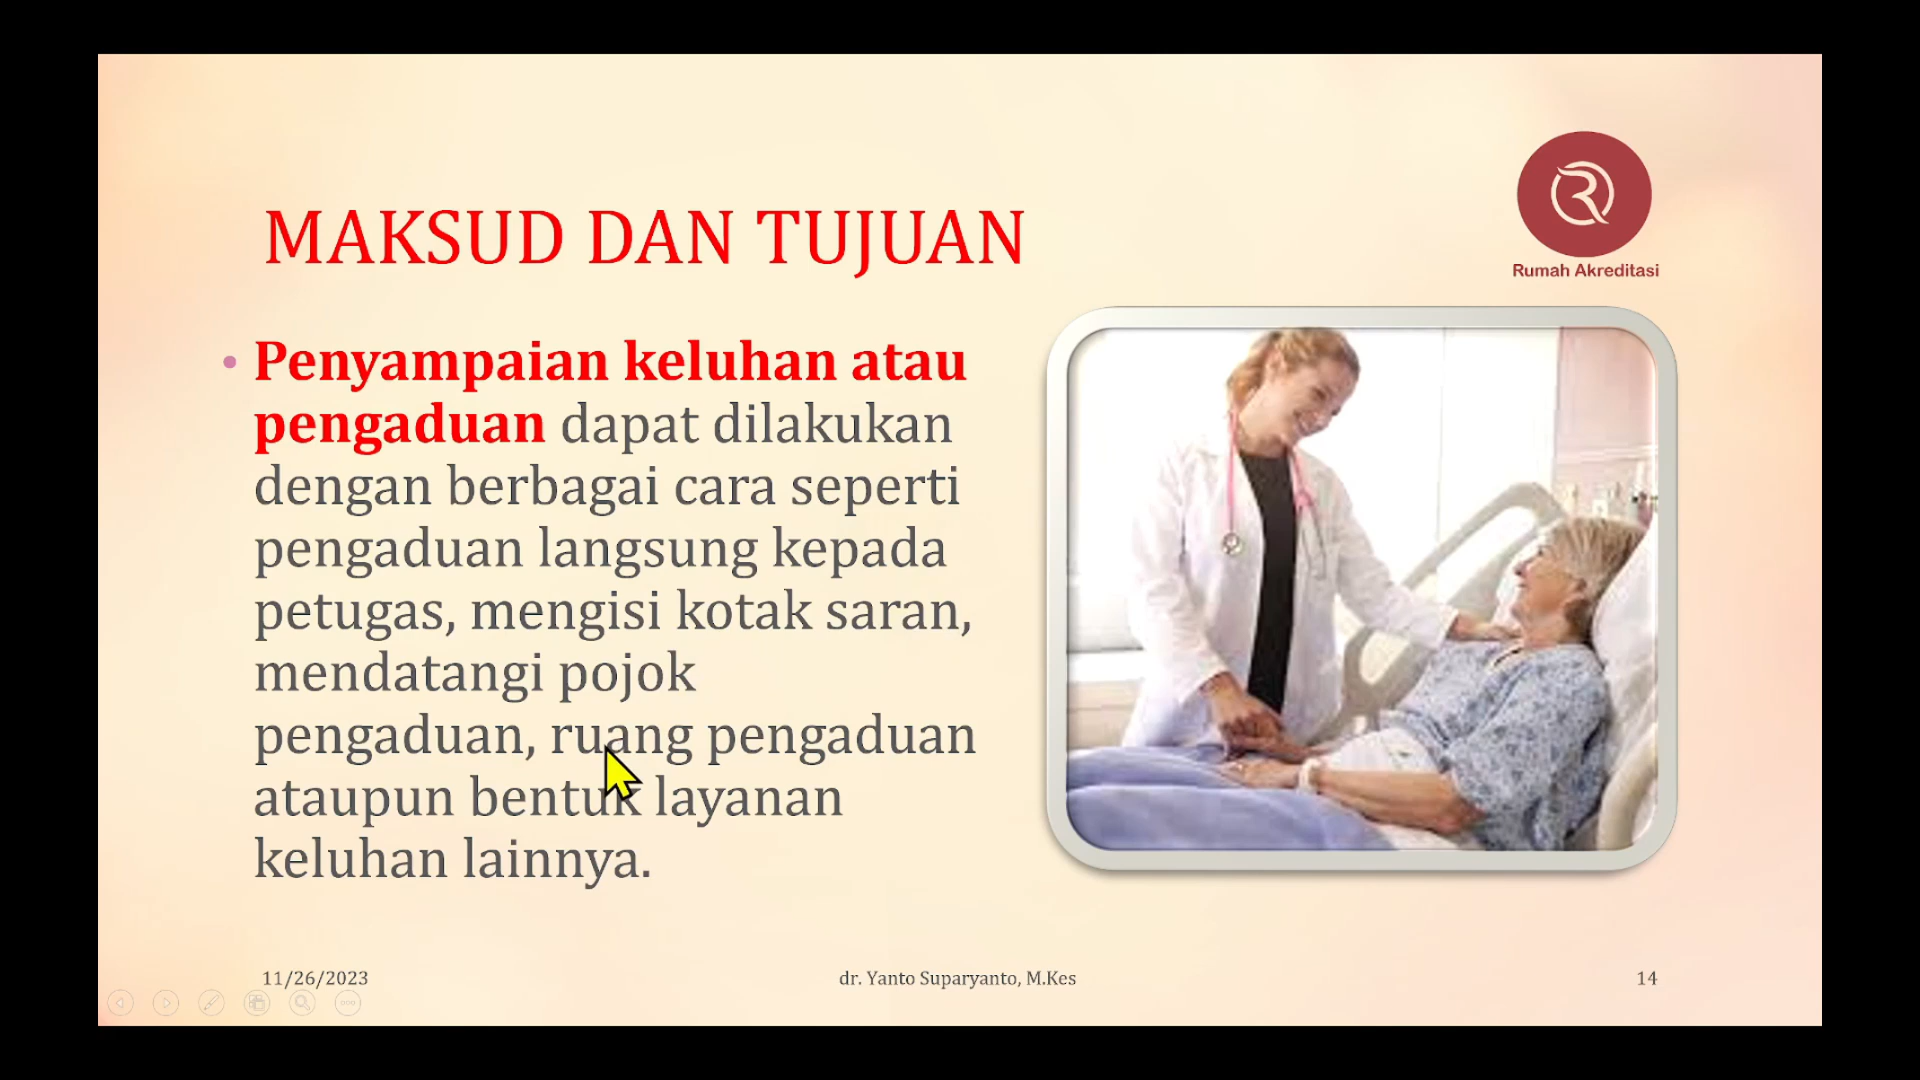 Rumah Akreditasi
MAKSUD DAN TUJUAN
• Penyampaian keluhan atau
pengaduan dapat dilakukan
dengan berbagai cara seperti
pengaduan langsung kepada
petugas, mengisi kotak saran,
mendatangi pojok
pengaduan, ruang pengaduan
ataupun bentuk layanan
keluhan lainnya.
11/26/2023
dr. Yanto Suparyanto, M.Kes
14